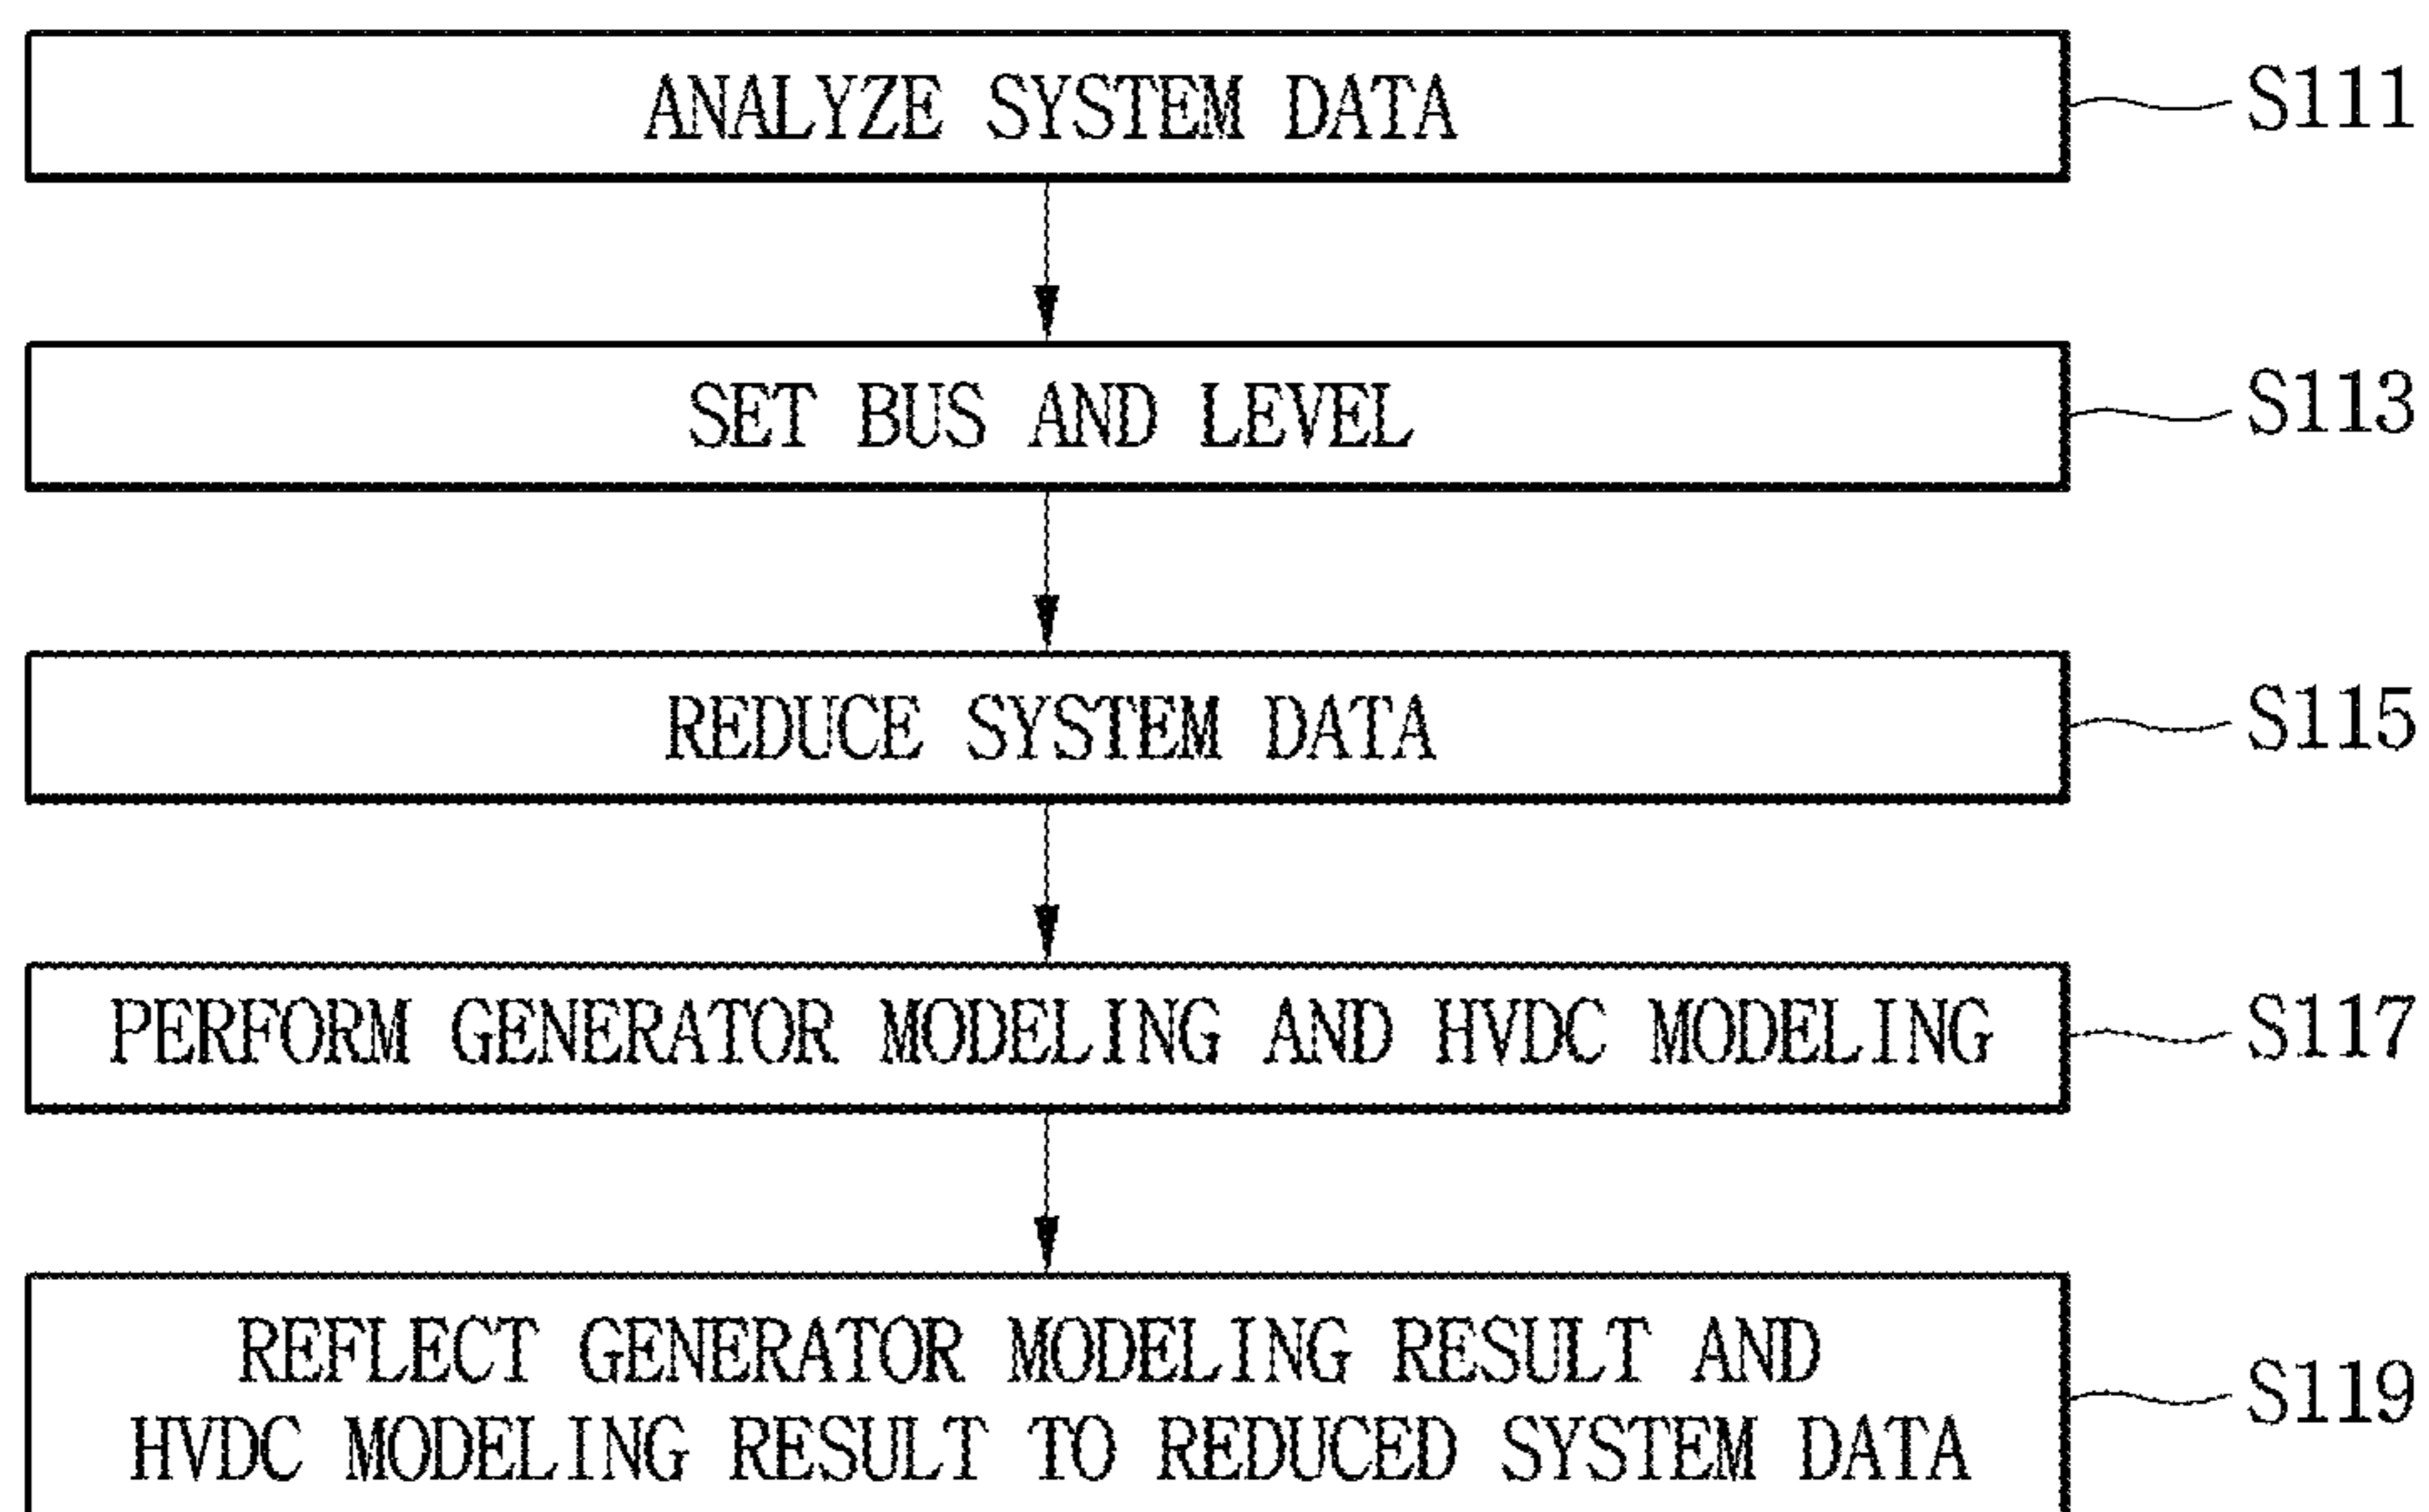 ANALYZE SYSTEM DATA
S111
SET BUS AND LEVEL
S113
REDUCE SYSTEM DATA
S115
PERFORM GENERATOR MODELING AND HVDC MODELING
S117
REFLECT GENERATOR MODELING RESULT AND
HVDC MODELING RESULT TO REDUCED SYSTEM DATA
S119